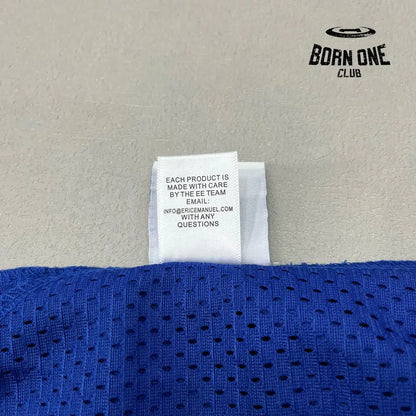 BORN ONE
CLUB
EACH PRODUCT IS
MADE WITH CARE
BY THE EE TEAM
EMAIL:
INFO@ERICEMANUEL.COM
WITH ANY
QUESTIONS